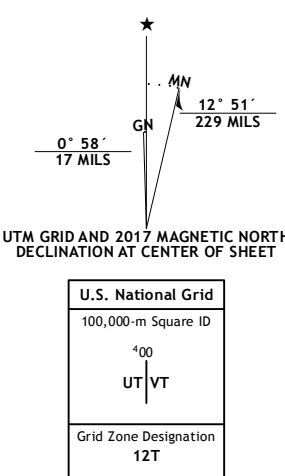 ★
MN
12° 51´
229 MILS
GN
0° 58´
17 MILS
UTM GRID AND 2017 MAGNETIC NORTH
DECLINATION AT CENTER OF SHEET
U.S. National Grid
100,000-m Square ID
⁴00
UT VT
Grid Zone Designation
12T